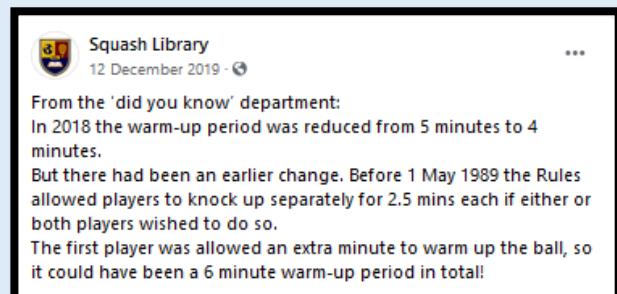 Squash Library
12 December 2019 ·
From the 'did you know' department:
In 2018 the warm-up period was reduced from 5 minutes to 4
minutes.
But there had been an earlier change. Before 1 May 1989 the Rules
allowed players to knock up separately for 2.5 mins each if either or
both players wished to do so.
The first player was allowed an extra minute to warm up the ball, so
it could have been a 6 minute warm-up period in total!